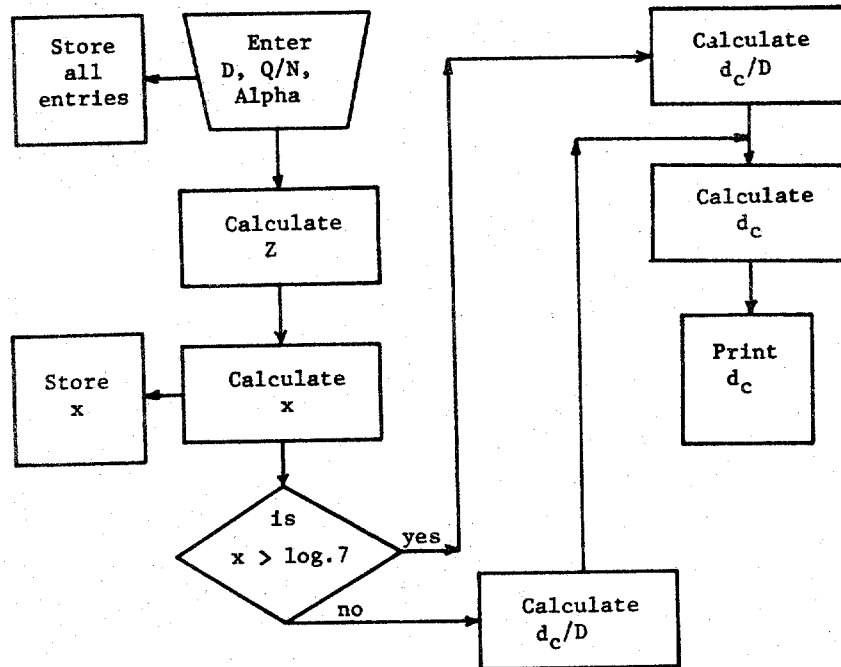 Store
all
entries
Enter
D, Q/N,
Alpha
Calculate
Z
Store
x
Calculate
x
is
x > log.7
yes
no
Calculate
d_c/D
Calculate
d_c/D
Calculate
d_c
Print
d_c